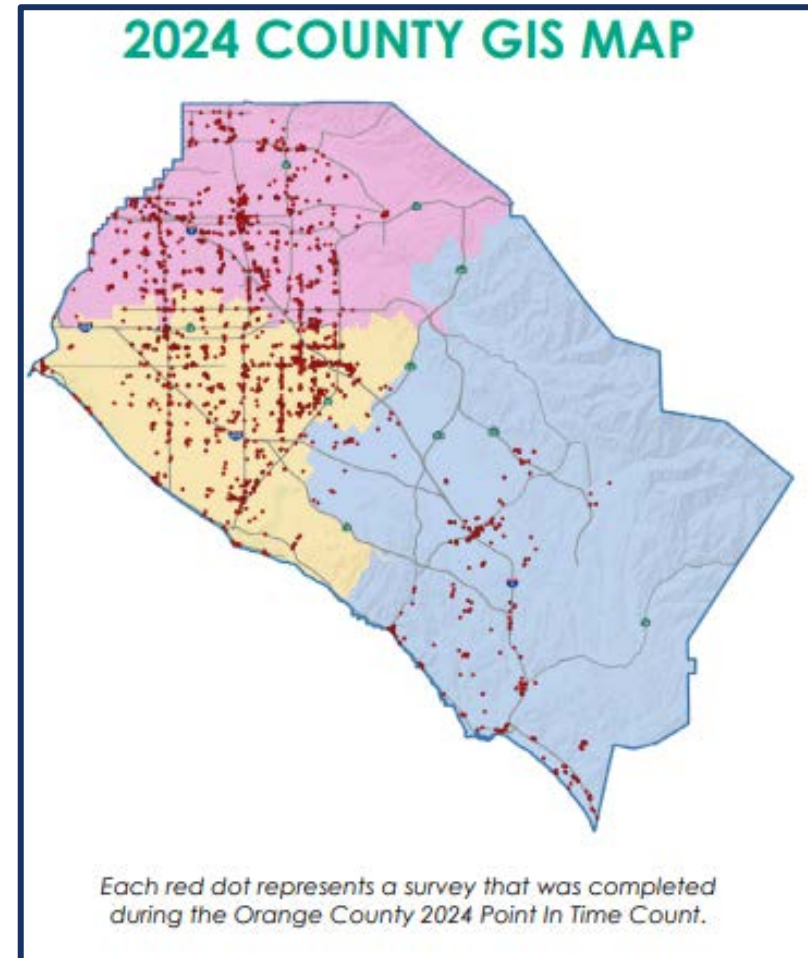 2024 COUNTY GIS MAP
Each red dot represents a survey that was completed
during the Orange County 2024 Point In Time Count.